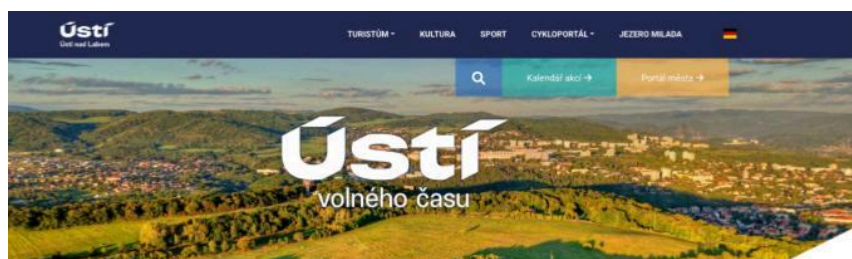 Ústí
Ústí nad Labem
TURISTŮM
KULTURA
SPORT
CYKLOPORTÁL
JEZERO MILADA
Kalendář akcí →
Portál města →
Ústí
volného času